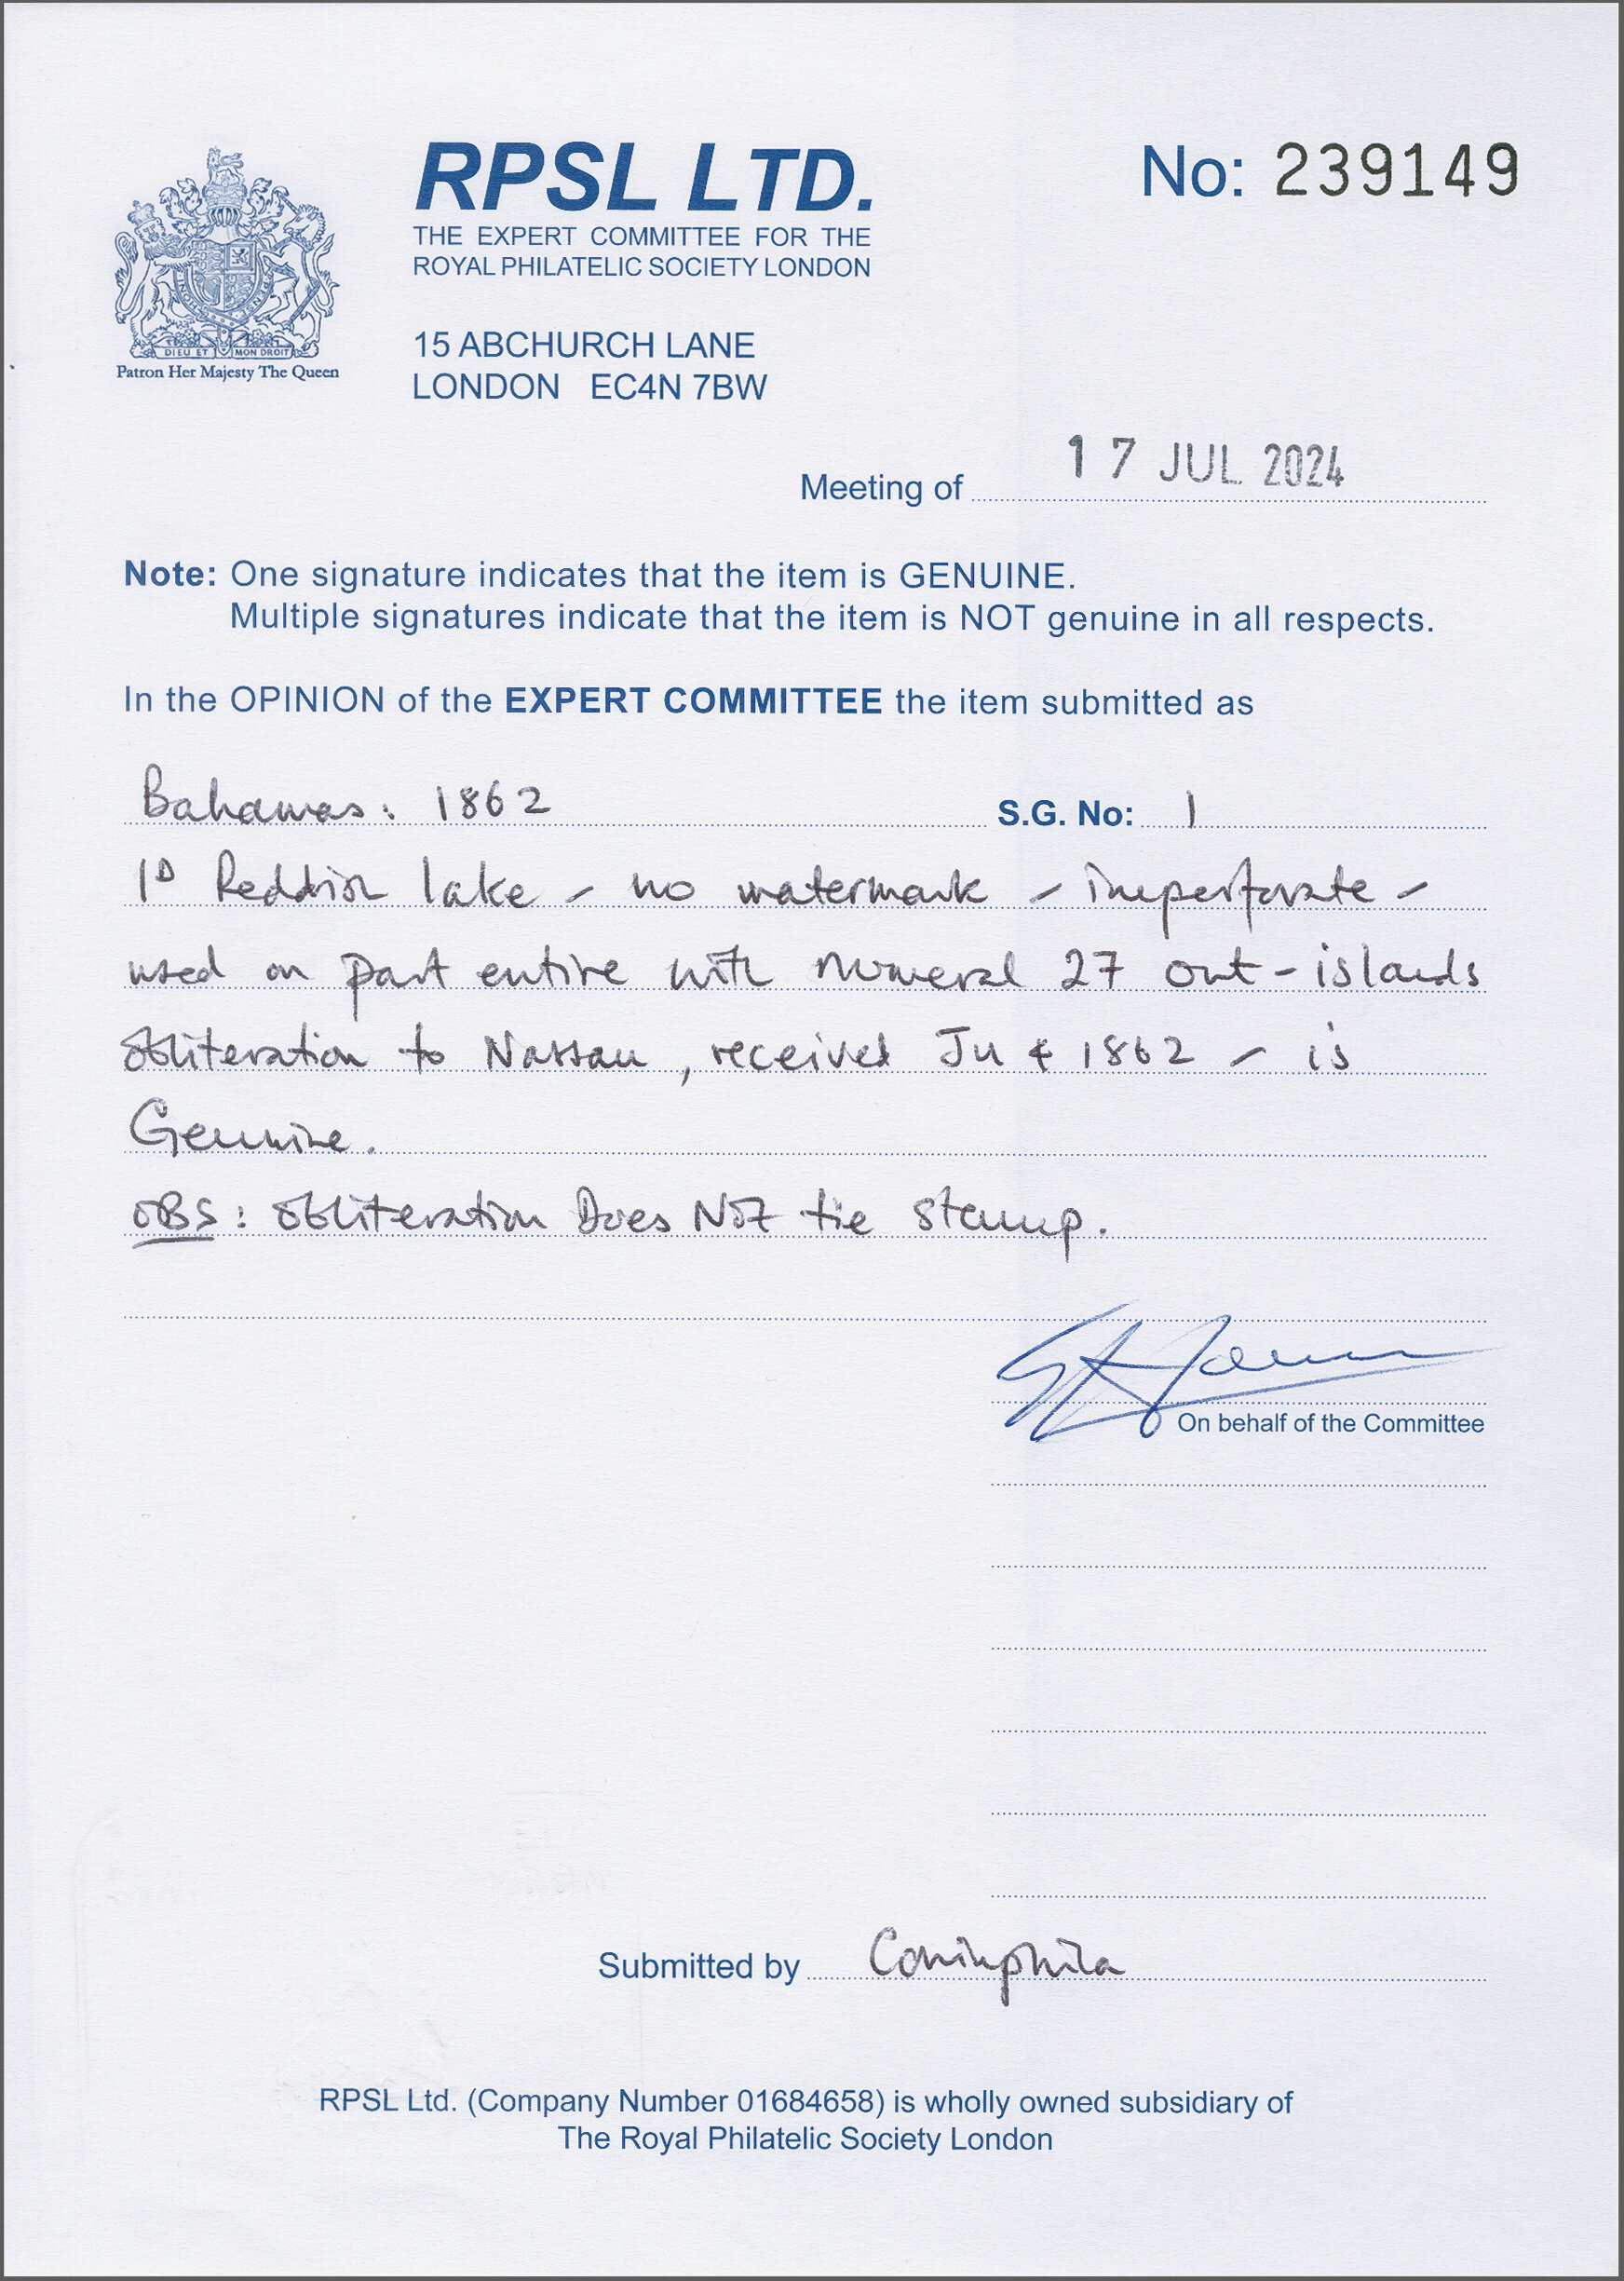 RPSL LTD.
THE EXPERT COMMITTEE FOR THE
ROYAL PHILATELIC SOCIETY LONDON
15 ABCHURCH LANE
LONDON EC4N 7BW
No: 239149
DIEU ET MON DROIT
Patron Her Majesty The Queen
Meeting of 17 JUL 2024
Note: One signature indicates that the item is GENUINE.
Multiple signatures indicate that the item is NOT genuine in all respects.
In the OPINION of the EXPERT COMMITTEE the item submitted as
Bahamas: 1862 S.G. No: 1
1D Reddish lake - no watermark - imperforate -
used on part entire with numeral 27 out-islands
obliteration to Nassau, received Ju 4 1862 - is
Genuine.
OBS: Obliteration Does NOT tie stamp.
On behalf of the Committee
Submitted by Corinphila
RPSL Ltd. (Company Number 01684658) is wholly owned subsidiary of
The Royal Philatelic Society London